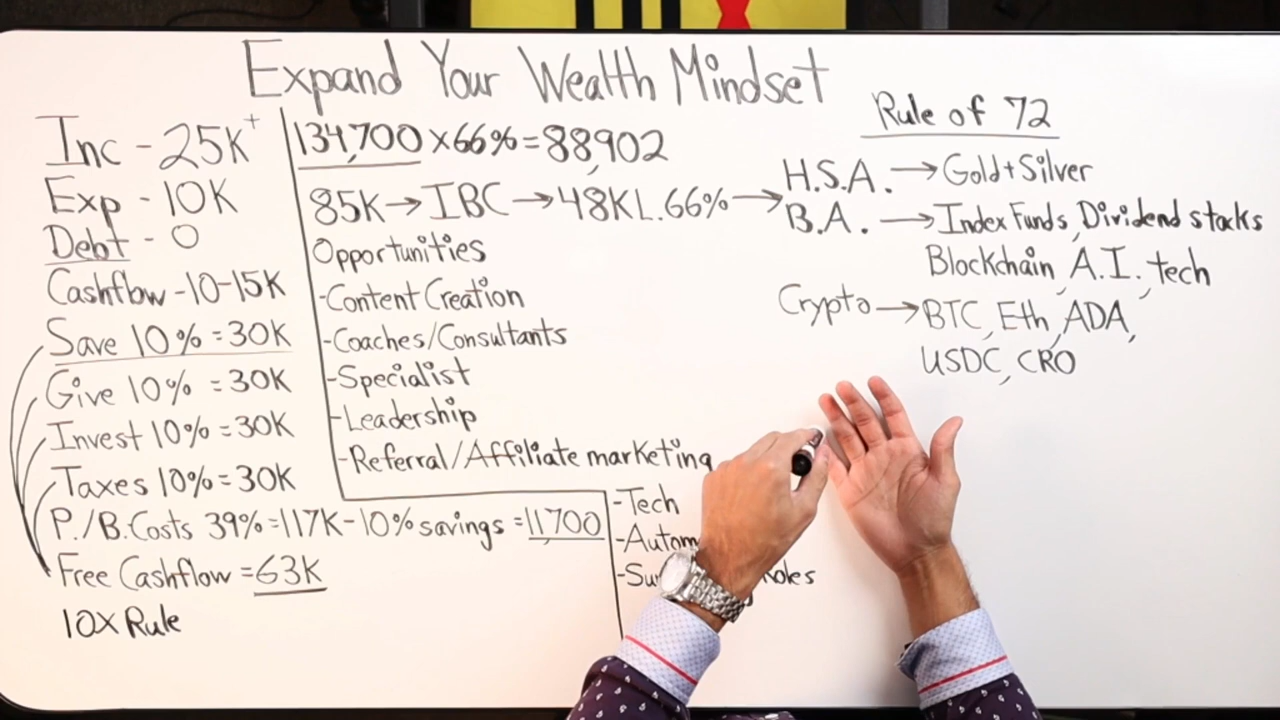 Expand Your Wealth Mindset
Inc - 25K+
Exp - 10K
Debt - 0
Cashflow - 10-15K
Save 10% = 30K
Give 10% = 30K
Invest 10% = 30K
Taxes 10% = 30K
P./B. Costs 39% = 117K - 10% savings = 11,700
Free Cashflow = 63K
10X Rule
134,700 x 66% = 88,902
85K → IBC → 48K L. 66% →
Opportunities
- Content Creation
- Coaches/Consultants
- Specialist
- Leadership
- Referral/Affiliate marketing
- Tech
Rule of 72
H.S.A. → Gold + Silver
B.A. → Index Funds, Dividend stocks
Blockchain, A.I., tech
Crypto → BTC, Eth, ADA,
USDC, CRO